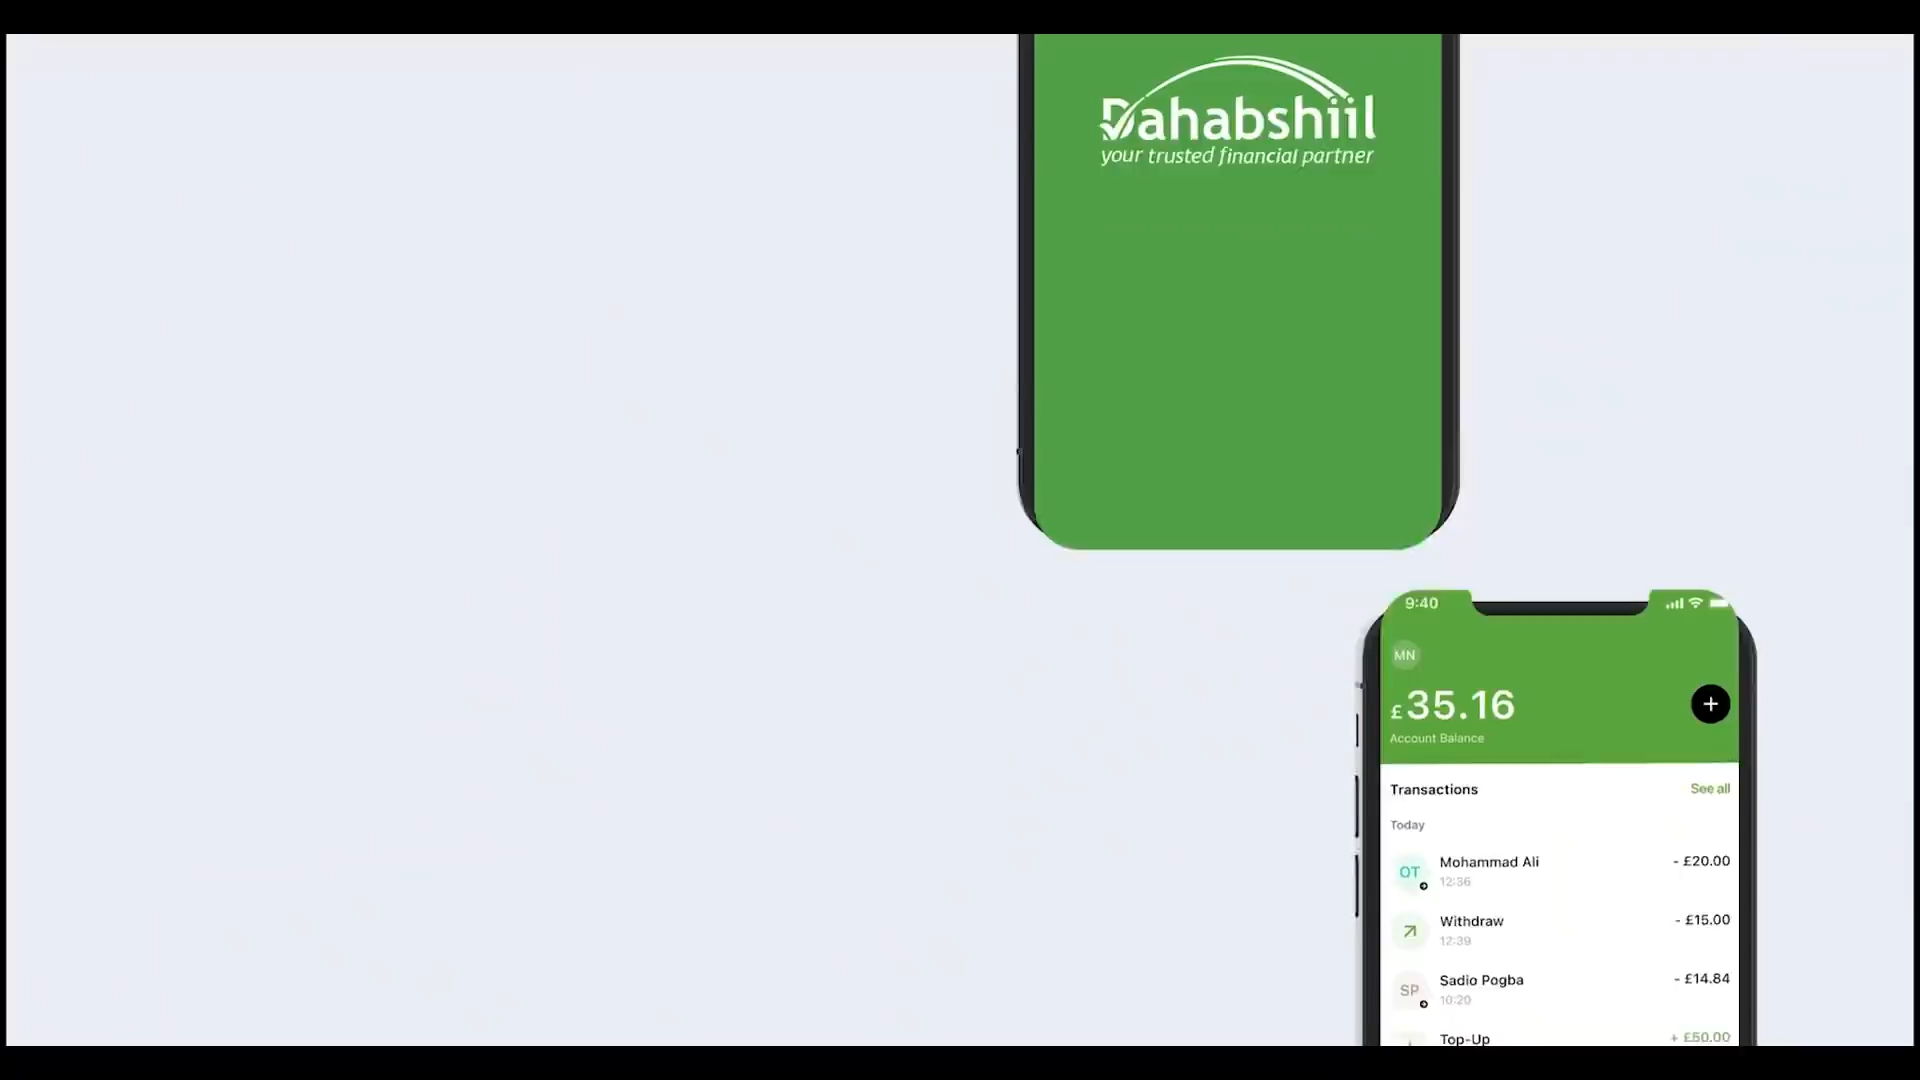 Dahabshiil
your trusted financial partner
9:40
MN
£35.16
+
Account Balance
Transactions
See all
Today
OT
Mohammad Ali
- £20.00
12:36
Withdraw
- £15.00
12:39
SP
Sadio Pogba
- £14.84
10:20
Top-Up
+ £50.00